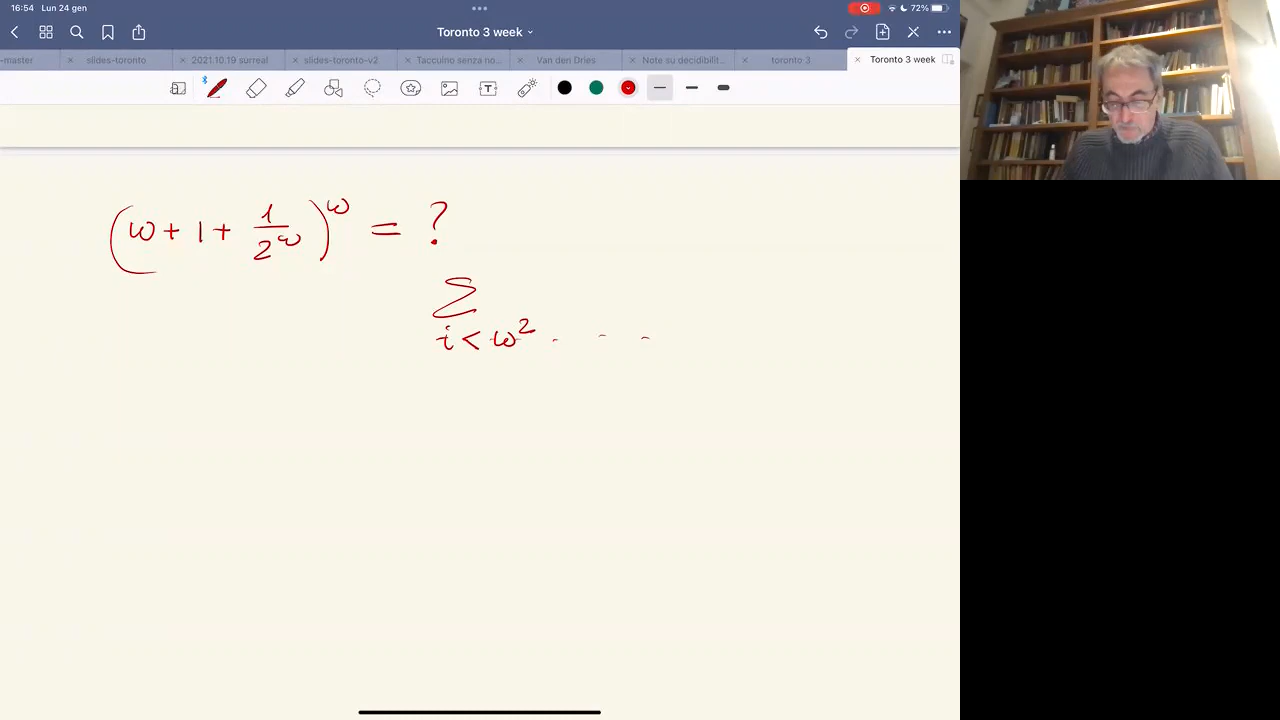 16:54 Lun 24 gen 72%
Toronto 3 week
-master slides-toronto 2021.10.19 surreal slides-toronto-v2 Taccuino senza no... Van den Dries Note su decidibilit... toronto 3 Toronto 3 week
T
(ω + 1 + 1/2^ω)^ω = ?
∑
i < ω² . . .